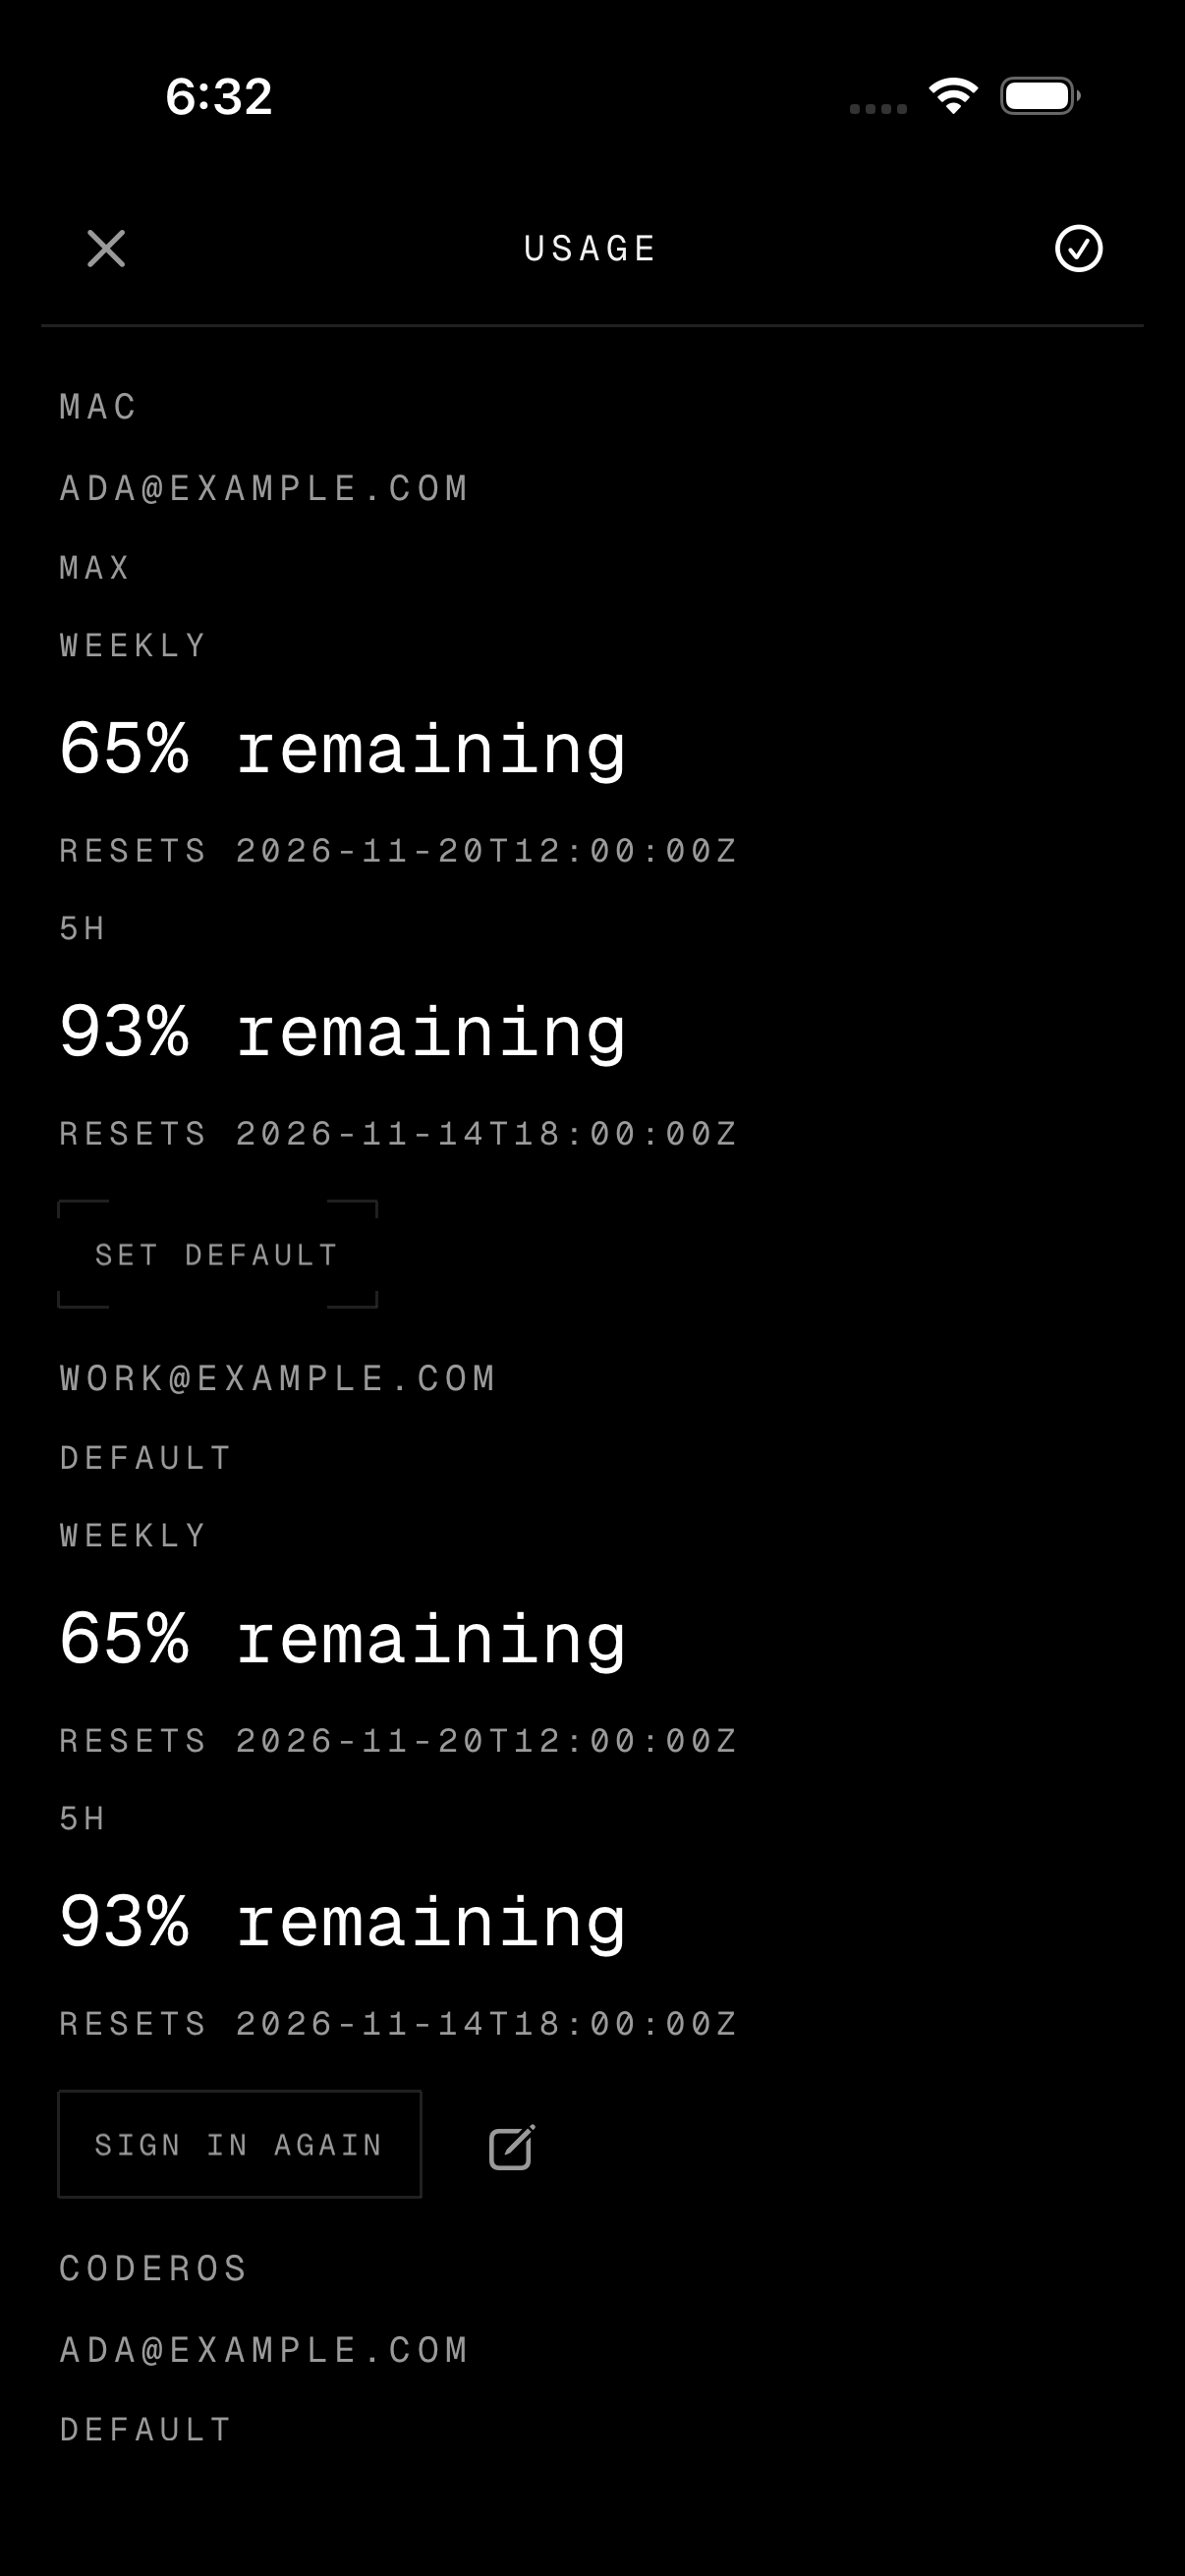 6:32
USAGE
MAC
ADA@EXAMPLE.COM
MAX
WEEKLY
65% remaining
RESETS 2026-11-20T12:00:00Z
5H
93% remaining
RESETS 2026-11-14T18:00:00Z
SET DEFAULT
WORK@EXAMPLE.COM
DEFAULT
WEEKLY
65% remaining
RESETS 2026-11-20T12:00:00Z
5H
93% remaining
RESETS 2026-11-14T18:00:00Z
SIGN IN AGAIN
CODEROS
ADA@EXAMPLE.COM
DEFAULT